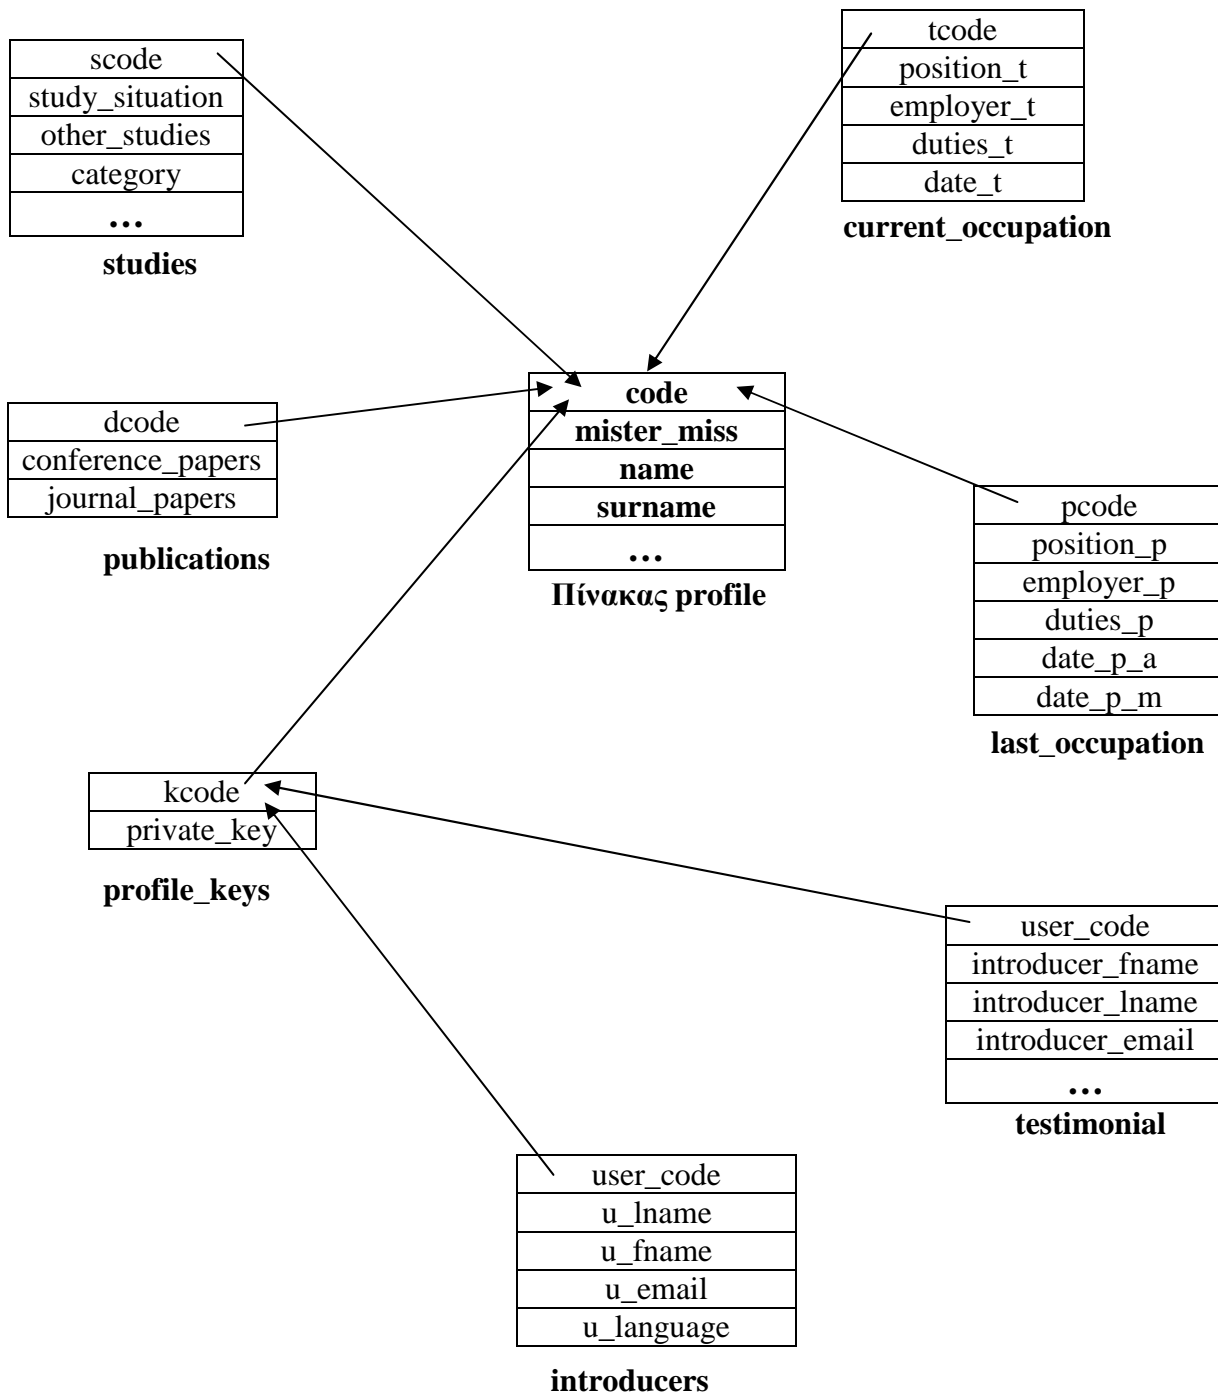 scode
study_situation
other_studies
category
...
studies
tcode
position_t
employer_t
duties_t
date_t
current_occupation
dcode
conference_papers
journal_papers
publications
code
mister_miss
name
surname
...
Πίνακας profile
pcode
position_p
employer_p
duties_p
date_p_a
date_p_m
last_occupation
kcode
private_key
profile_keys
user_code
introducer_fname
introducer_lname
introducer_email
...
testimonial
user_code
u_lname
u_fname
u_email
u_language
introducers